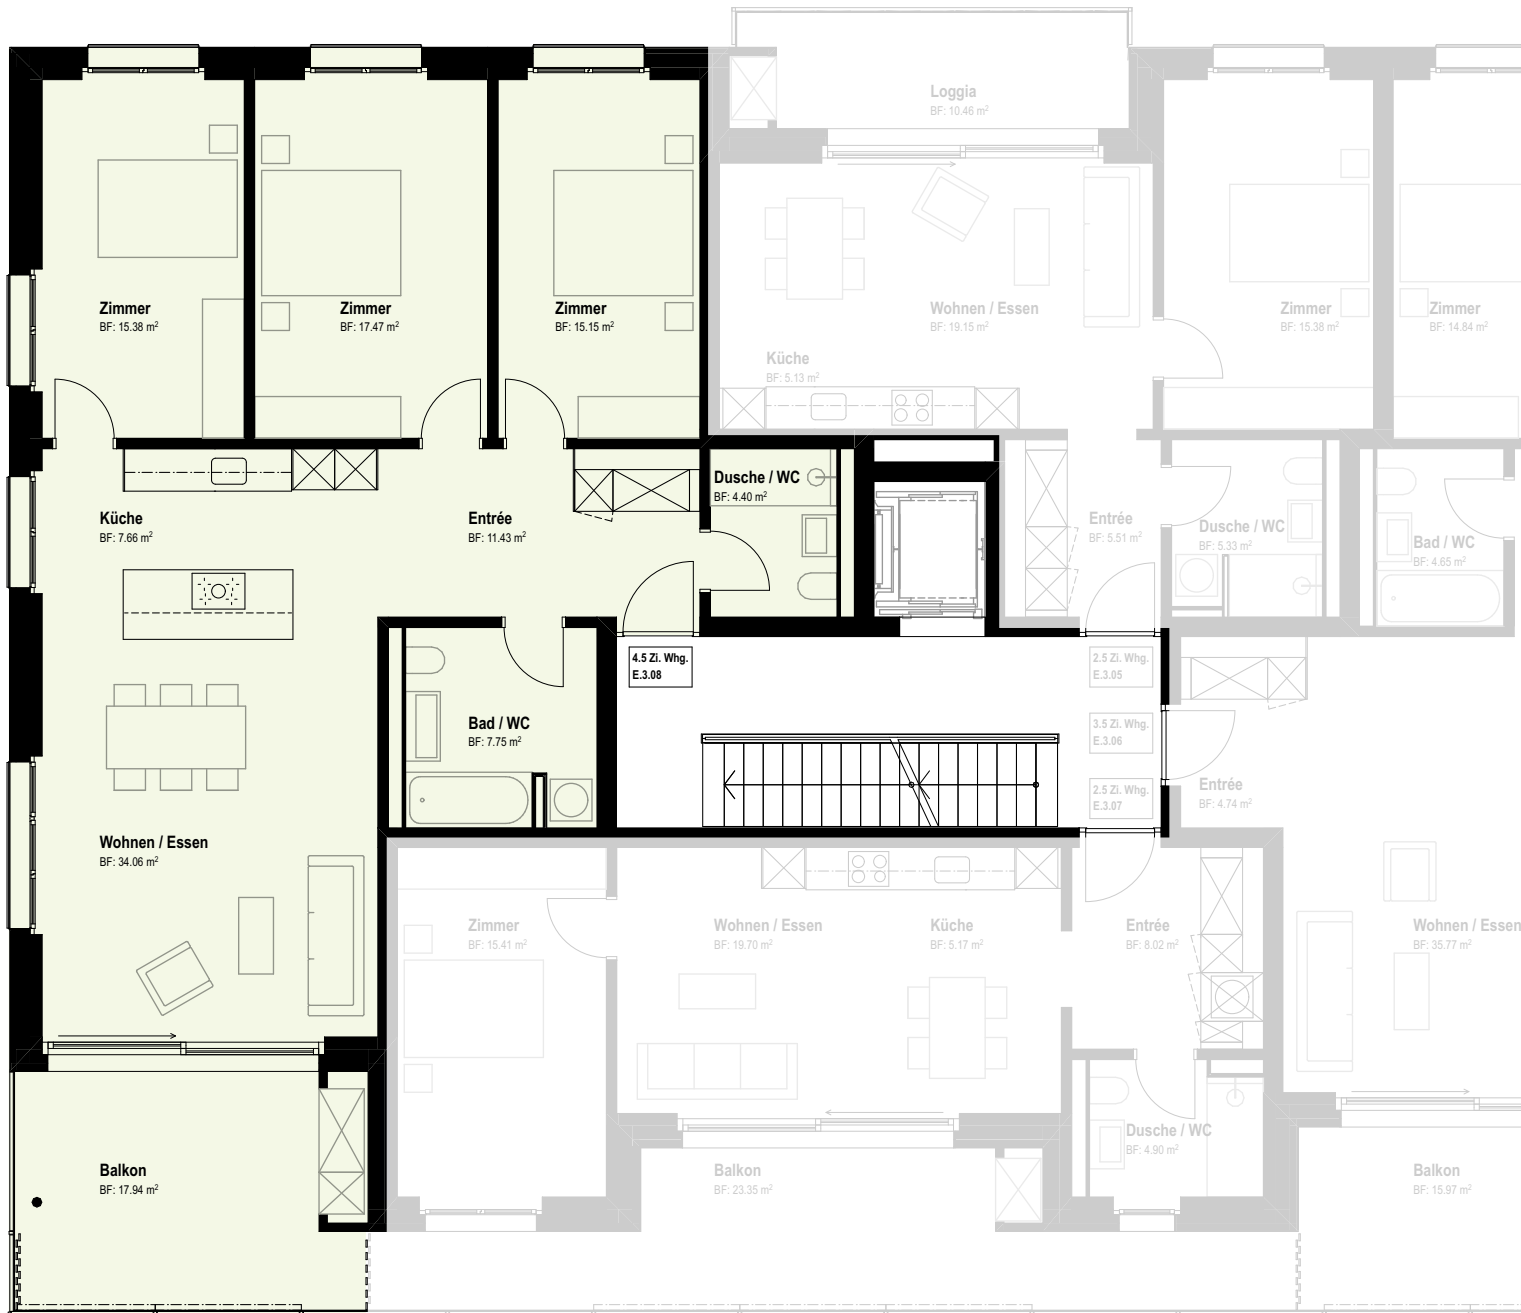 Loggia
BF: 10.46 m²
Zimmer
BF: 15.38 m²
Zimmer
BF: 17.47 m²
Zimmer
BF: 15.15 m²
Wohnen / Essen
BF: 19.15 m²
Zimmer
BF: 15.38 m²
Zimmer
BF: 14.84 m²
Küche
BF: 5.13 m²
Dusche / WC
BF: 4.40 m²
Küche
BF: 7.66 m²
Entrée
BF: 11.43 m²
Entrée
BF: 5.51 m²
Dusche / WC
BF: 5.33 m²
Bad / WC
BF: 4.65 m²
4.5 Zi. Whg.
E.3.08
2.5 Zi. Whg.
E.3.05
Bad / WC
BF: 7.75 m²
3.5 Zi. Whg.
E.3.06
2.5 Zi. Whg.
E.3.07
Entrée
BF: 4.74 m²
Wohnen / Essen
BF: 34.06 m²
Zimmer
BF: 15.41 m²
Wohnen / Essen
BF: 19.70 m²
Küche
BF: 5.17 m²
Entrée
BF: 8.02 m²
Wohnen / Essen
BF: 35.77 m²
Dusche / WC
BF: 4.90 m²
Balkon
BF: 17.94 m²
Balkon
BF: 23.35 m²
Balkon
BF: 15.97 m²